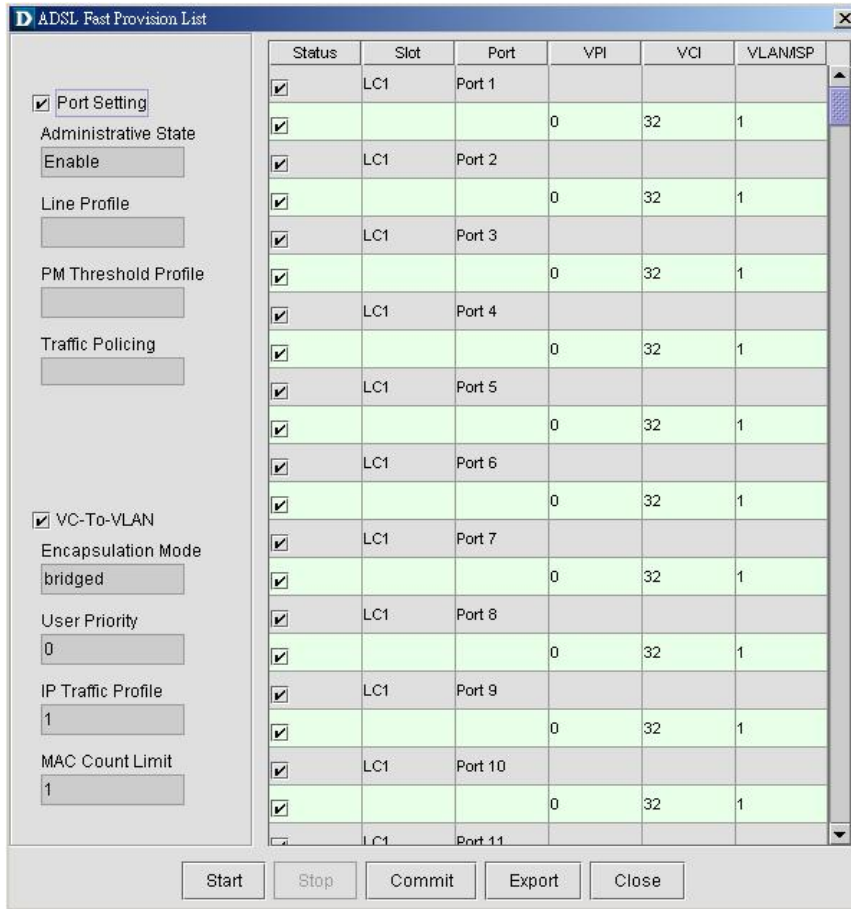 D ADSL Fast Provision List
Port Setting
Administrative State
Enable
Line Profile
PM Threshold Profile
Traffic Policing
VC-To-VLAN
Encapsulation Mode
bridged
User Priority
0
IP Traffic Profile
1
MAC Count Limit
1
Status Slot Port VPI VCI VLAN/ISP
LC1 Port 1
0 32 1
LC1 Port 2
0 32 1
LC1 Port 3
0 32 1
LC1 Port 4
0 32 1
LC1 Port 5
0 32 1
LC1 Port 6
0 32 1
LC1 Port 7
0 32 1
LC1 Port 8
0 32 1
LC1 Port 9
0 32 1
LC1 Port 10
0 32 1
LC1 Port 11
Start Stop Commit Export Close